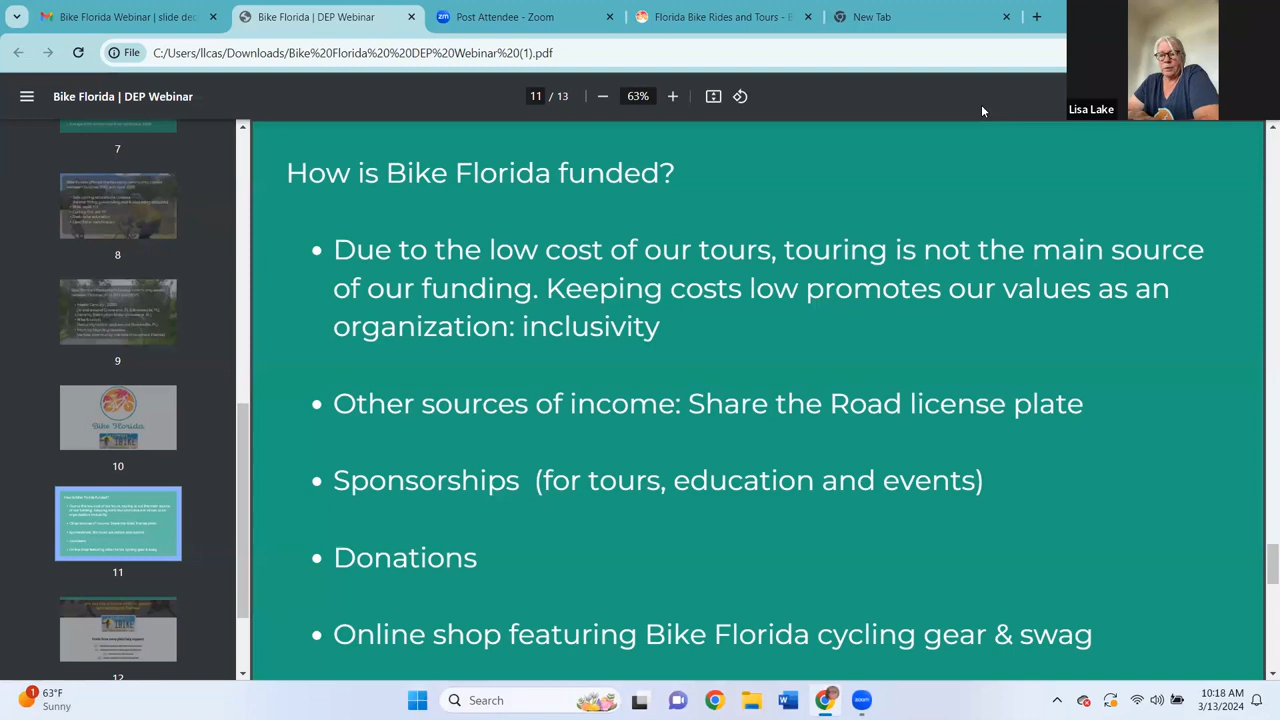 Bike Florida Webinar | slide dec
Bike Florida | DEP Webinar
Post Attendee - Zoom
Florida Bike Rides and Tours - B
New Tab
File
C:/Users/llcas/Downloads/Bike%20Florida%20%20DEP%20Webinar%20(1).pdf
Bike Florida | DEP Webinar
11 / 13
63%
Lisa Lake
7
8
9
Bike Florida
10
11
12
How is Bike Florida funded?
• Due to the low cost of our tours, touring is not the main source
of our funding. Keeping costs low promotes our values as an
organization: inclusivity
• Other sources of income: Share the Road license plate
• Sponsorships (for tours, education and events)
• Donations
• Online shop featuring Bike Florida cycling gear & swag
1
63°F
Sunny
Search
zoom
10:18 AM
3/13/2024